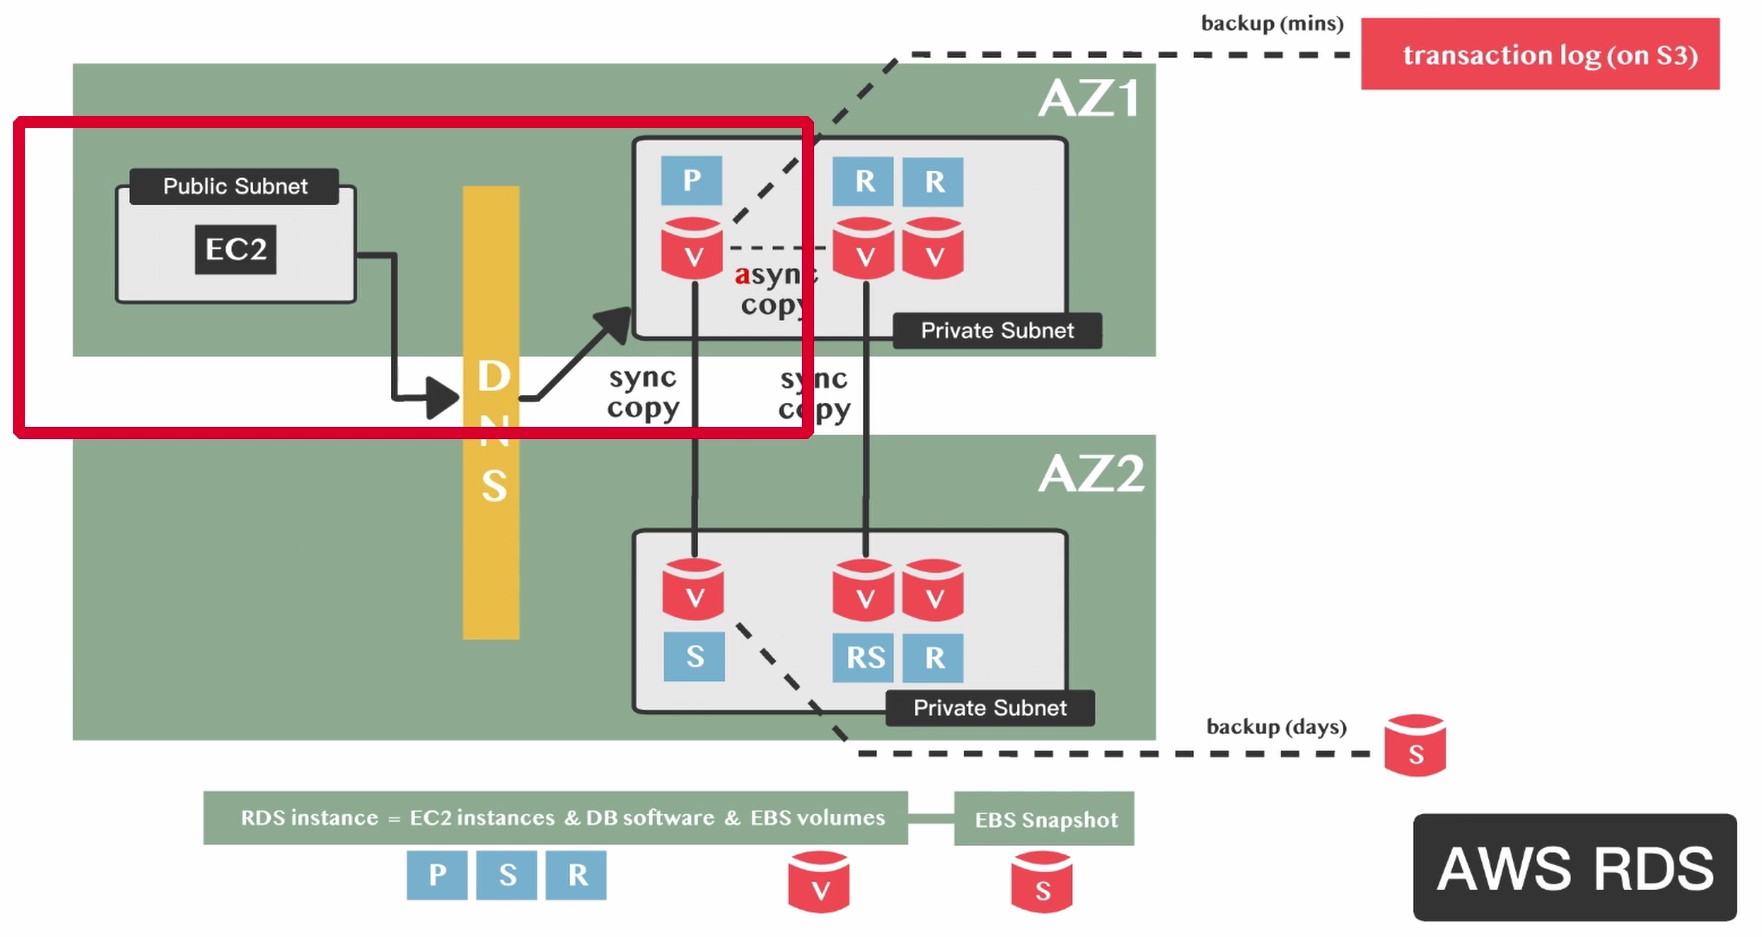 backup (mins)
transaction log (on S3)
AZ1
Public Subnet
EC2
P
R
R
V
V
V
async
copy
Private Subnet
D
N
S
sync
copy
sync
copy
AZ2
V
V
V
S
RS
R
Private Subnet
backup (days)
S
RDS instance = EC2 instances & DB software & EBS volumes
EBS Snapshot
P
S
R
V
S
AWS RDS